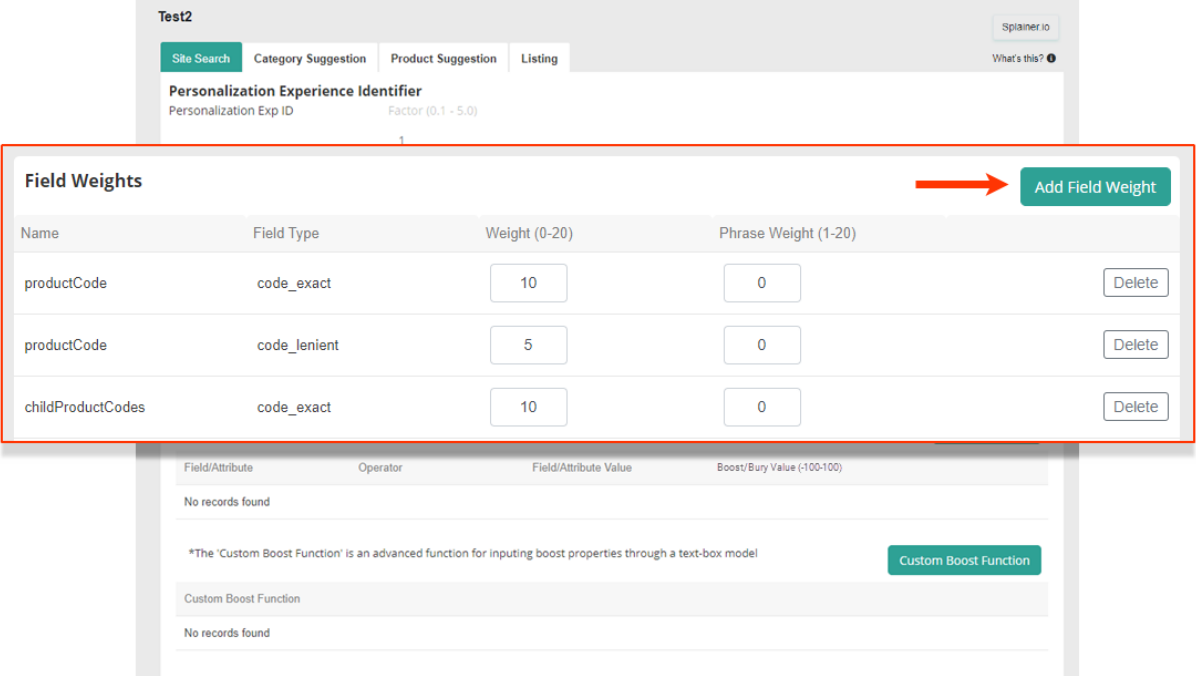 Test2
Splainer.io
Site Search Category Suggestion Product Suggestion Listing
What's this?
Personalization Experience Identifier
Personalization Exp ID Factor (0.1 - 5.0)
1
Field Weights
Add Field Weight
Name Field Type Weight (0-20) Phrase Weight (1-20)
productCode code_exact 10 0 Delete
productCode code_lenient 5 0 Delete
childProductCodes code_exact 10 0 Delete
Field/Attribute Operator Field/Attribute Value Boost/Bury Value (-100-100)
No records found
*The 'Custom Boost Function' is an advanced function for inputing boost properties through a text-box model
Custom Boost Function
Custom Boost Function
No records found